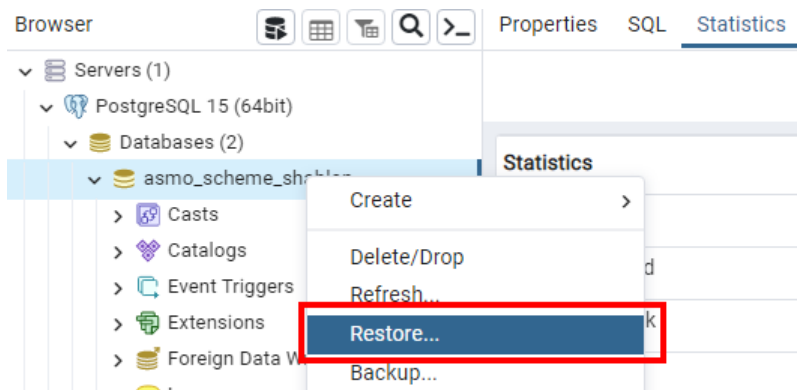 Browser
Properties SQL Statistics
Servers (1)
PostgreSQL 15 (64bit)
Databases (2)
Statistics
Create
Casts
Catalogs
Delete/Drop
Event Triggers
Refresh...
Extensions
Restore...
Foreign Data
Backup...